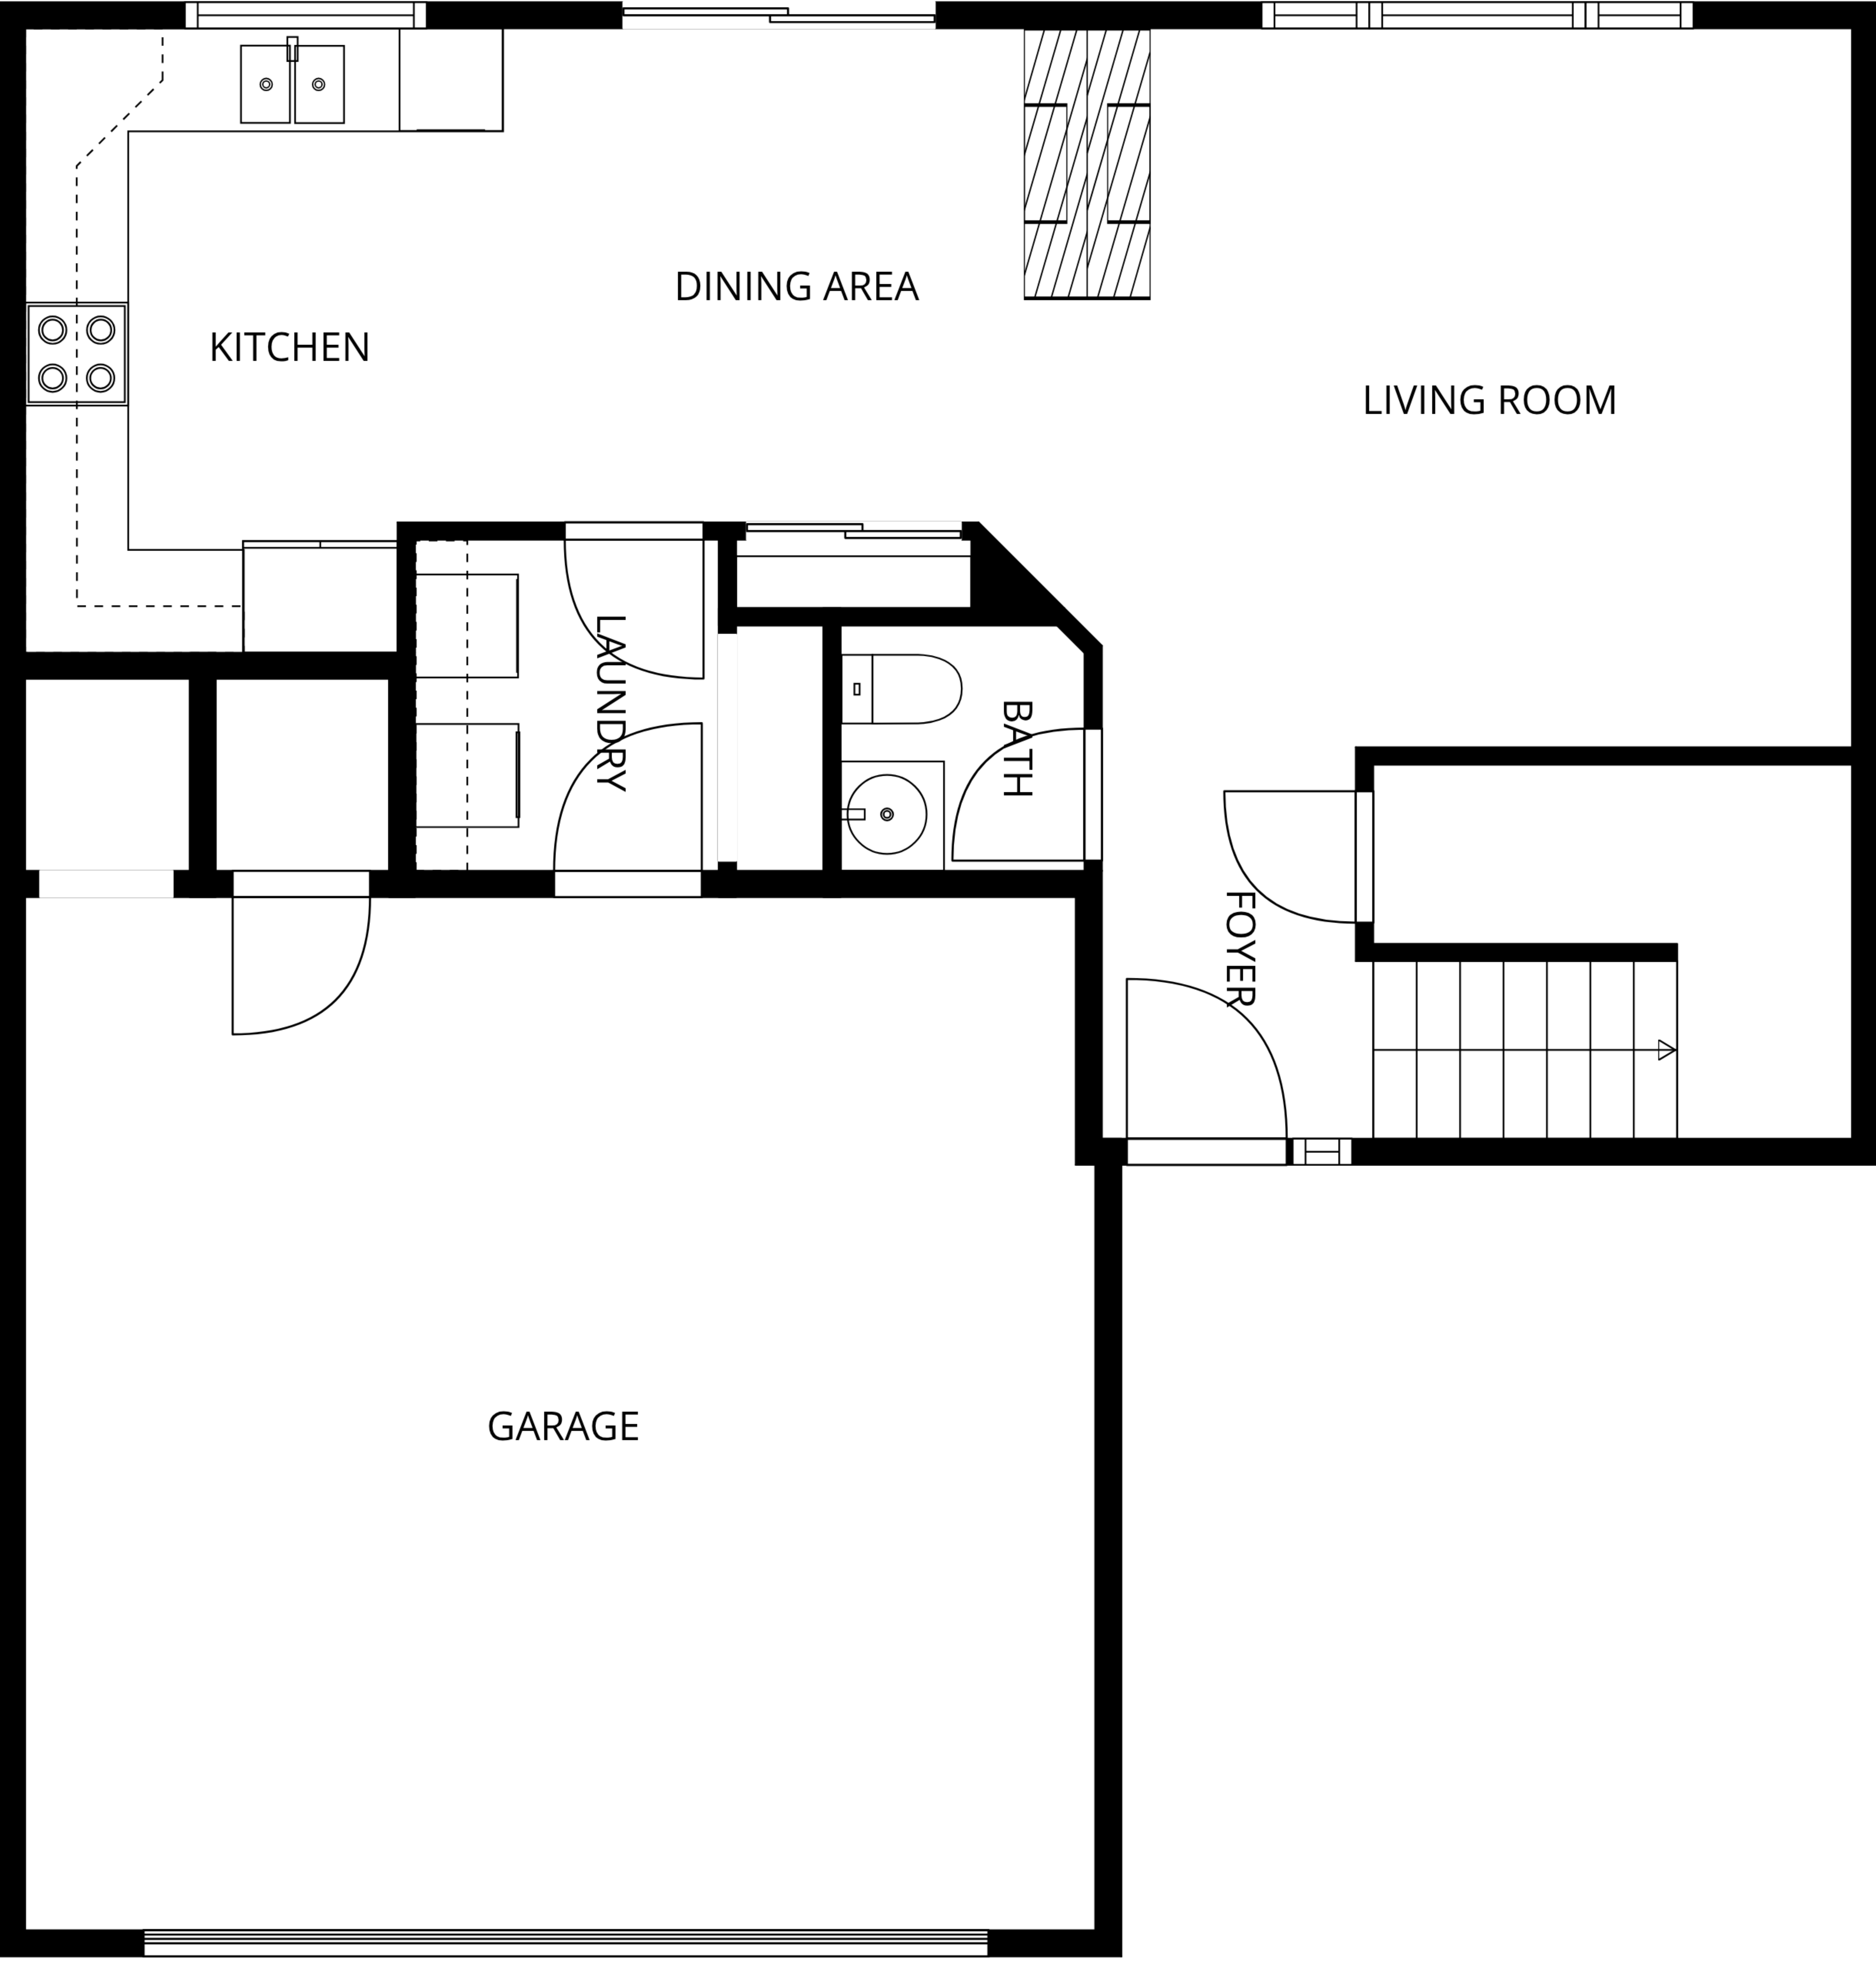 DINING AREA
KITCHEN
LIVING ROOM
LAUNDRY
BATH
FOYER
GARAGE